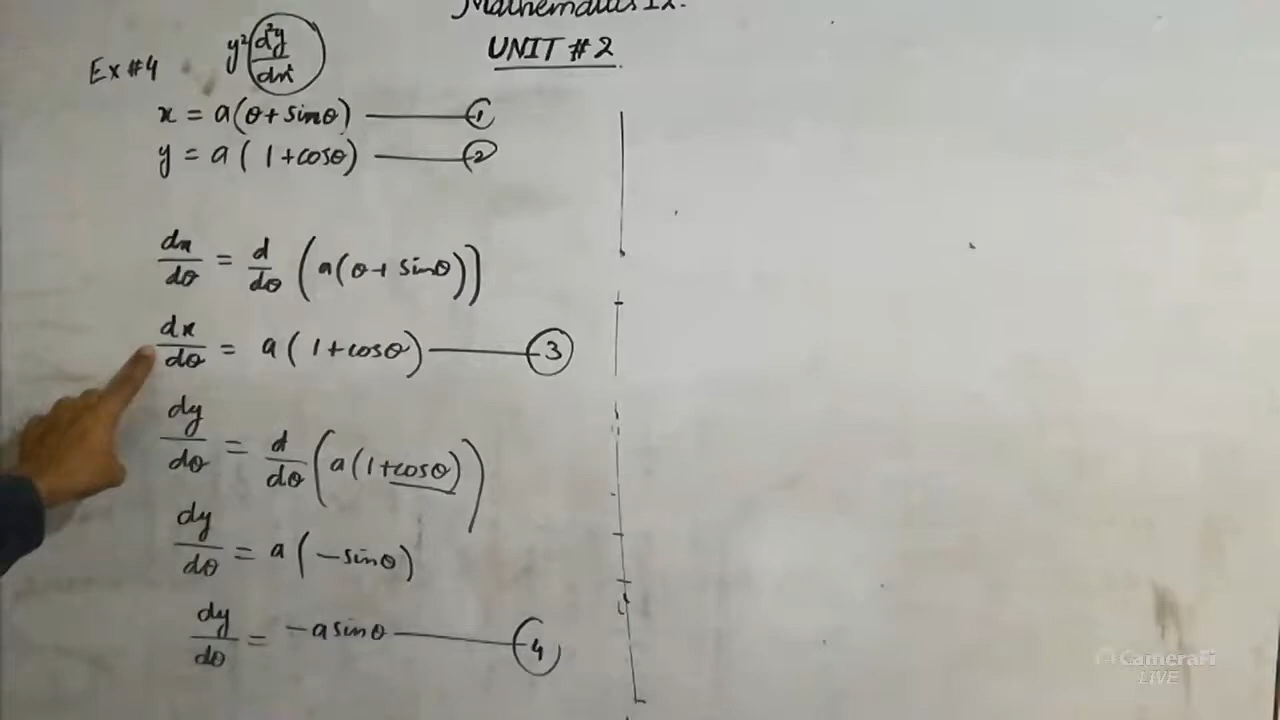 Mathematics II.
UNIT # 2
Ex # 4 y² d²y/dx²
x = a(θ + sinθ) —— ①
y = a ( 1 + cosθ) —— ②
dx/dθ = d/dθ (a(θ + sinθ))
dx/dθ = a ( 1 + cosθ) —— ③
dy/dθ = d/dθ (a(1+cosθ))
dy/dθ = a (−sinθ)
dy/dθ = −a sinθ —— ④
CameraFi
LIVE